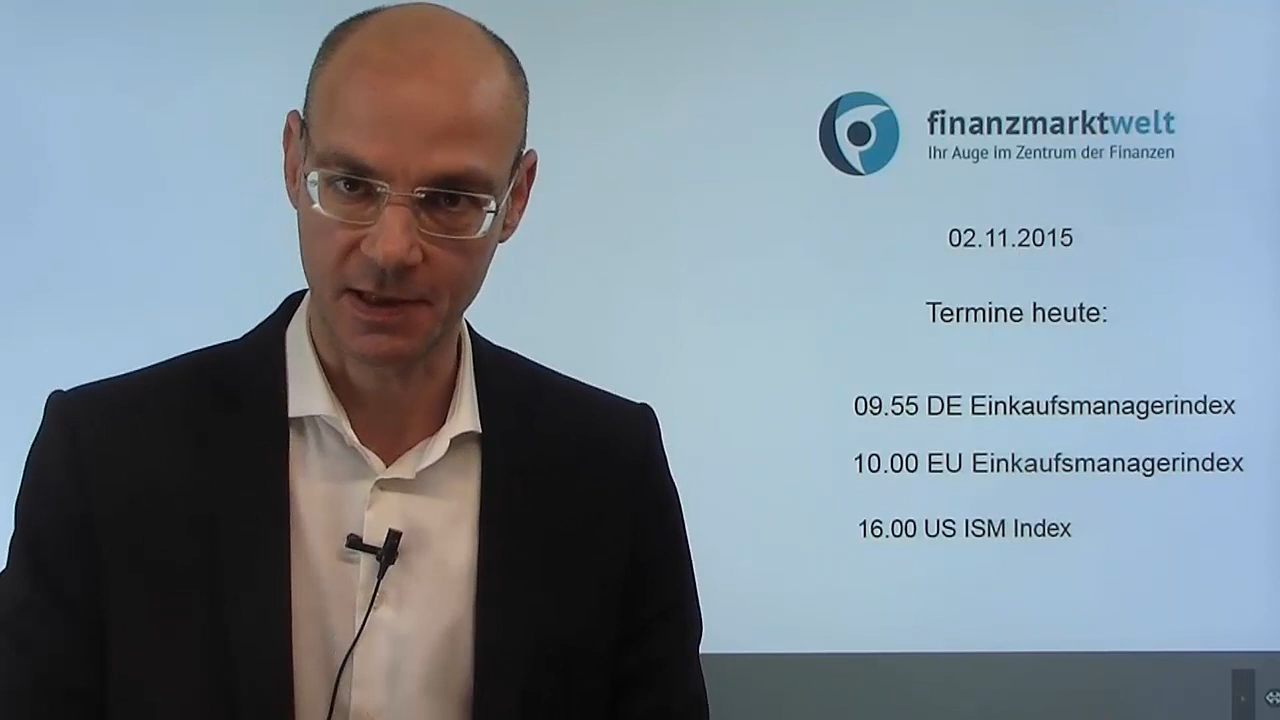 finanzmarktwelt
Ihr Auge im Zentrum der Finanzen
02.11.2015
Termine heute:
09.55 DE Einkaufsmanagerindex
10.00 EU Einkaufsmanagerindex
16.00 US ISM Index